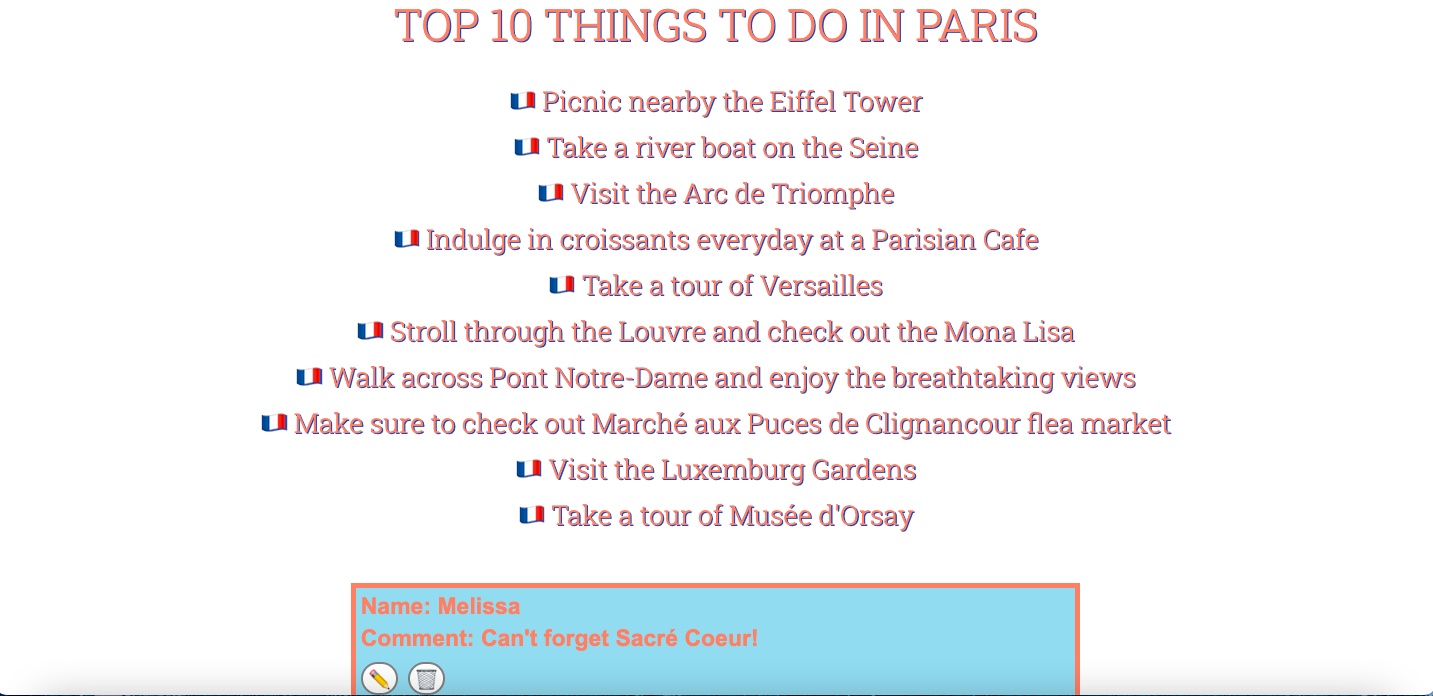 TOP 10 THINGS TO DO IN PARIS
Picnic nearby the Eiffel Tower
Take a river boat on the Seine
Visit the Arc de Triomphe
Indulge in croissants everyday at a Parisian Cafe
Take a tour of Versailles
Stroll through the Louvre and check out the Mona Lisa
Walk across Pont Notre-Dame and enjoy the breathtaking views
Make sure to check out Marché aux Puces de Clignancour flea market
Visit the Luxemburg Gardens
Take a tour of Musée d'Orsay
Name: Melissa
Comment: Can't forget Sacré Coeur!